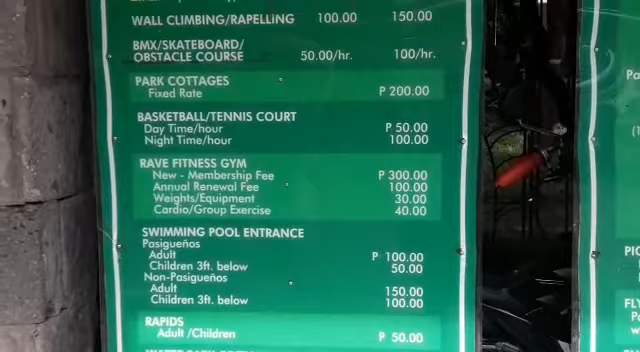 WALL CLIMBING/RAPELLING 100.00 150.00
BMX/SKATEBOARD/
OBSTACLE COURSE 50.00/hr. 100/hr.
PARK COTTAGES
Fixed Rate P 200.00
BASKETBALL/TENNIS COURT
Day Time/hour P 50.00
Night Time/hour 100.00
RAVE FITNESS GYM
New - Membership Fee P 300.00
Annual Renewal Fee 100.00
Weights/Equipment 30.00
Cardio/Group Exercise 40.00
SWIMMING POOL ENTRANCE
Pasigueños
Adult P 100.00
Children 3ft. below 50.00
Non-Pasigueños
Adult 150.00
Children 3ft. below 100.00
RAPIDS
Adult /Children P 50.00